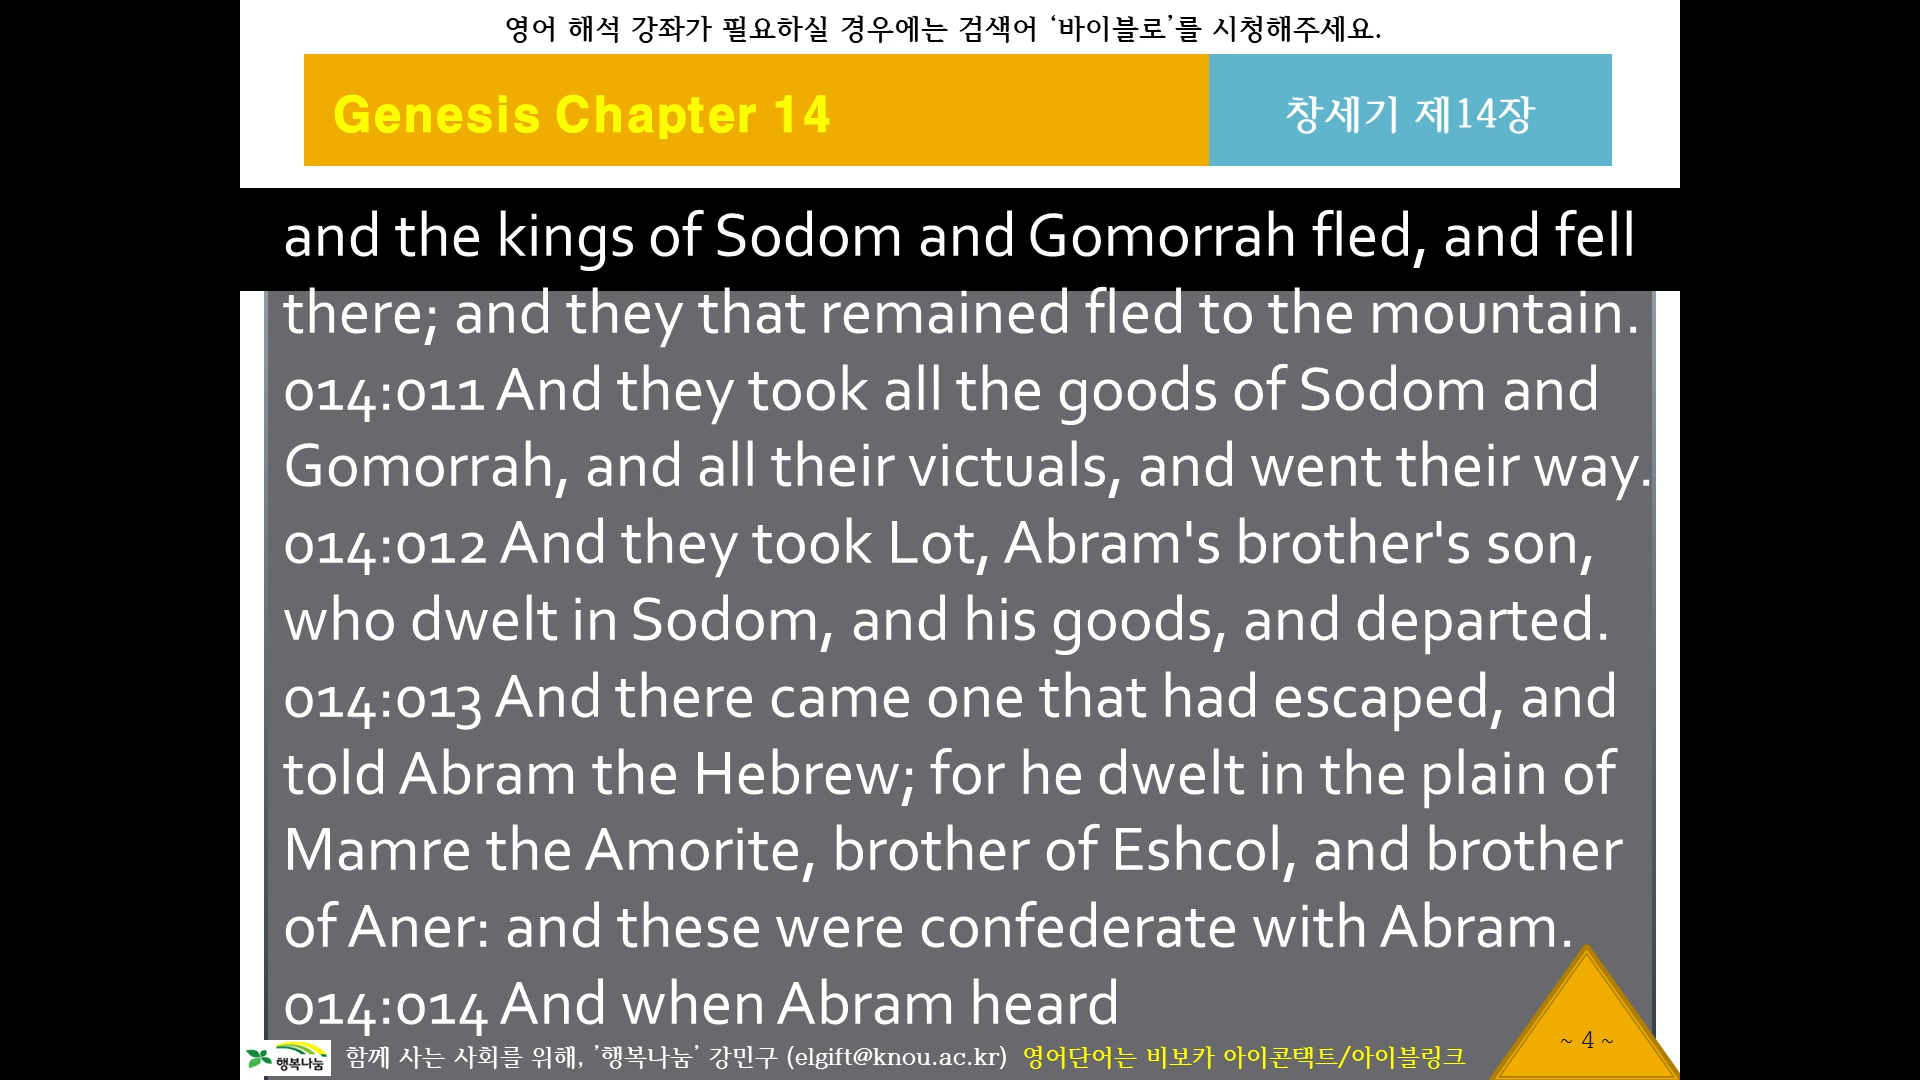 영어 해석 강좌가 필요하실 경우에는 검색어 ‘바이블로’를 시청해주세요.
Genesis Chapter 14
창세기 제14장
and the kings of Sodom and Gomorrah fled, and fell
there; and they that remained fled to the mountain.
014:011 And they took all the goods of Sodom and
Gomorrah, and all their victuals, and went their way.
014:012 And they took Lot, Abram's brother's son,
who dwelt in Sodom, and his goods, and departed.
014:013 And there came one that had escaped, and
told Abram the Hebrew; for he dwelt in the plain of
Mamre the Amorite, brother of Eshcol, and brother
of Aner: and these were confederate with Abram.
014:014 And when Abram heard
~ 4 ~
행복나눔 함께 사는 사회를 위해, ’행복나눔’ 강민구 (elgift@knou.ac.kr) 영어단어는 비보카 아이콘택트/아이블링크